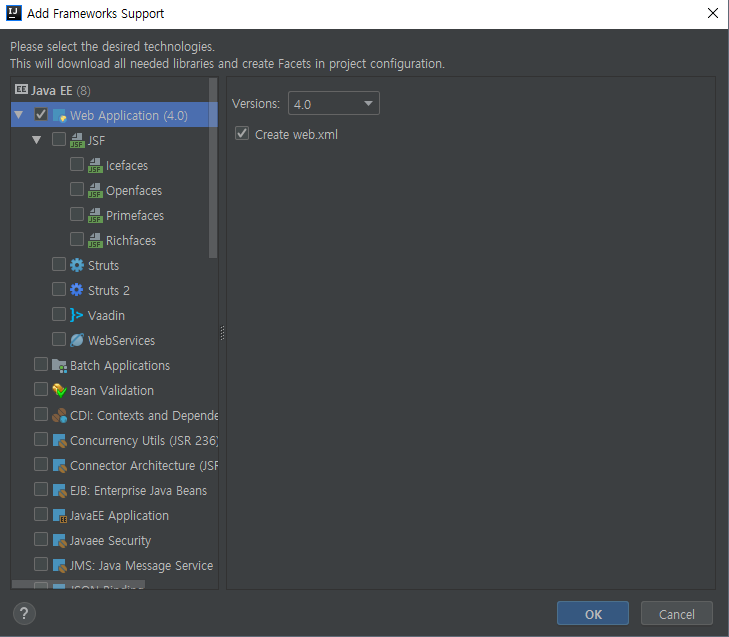 IJ
Add Frameworks Support
Please select the desired technologies.
This will download all needed libraries and create Facets in project configuration.
EE Java EE (8)
Web Application (4.0)
JSF JSF
JSF Icefaces
JSF Openfaces
JSF Primefaces
JSF Richfaces
Struts
Struts 2
Vaadin
WebServices
Batch Applications
Bean Validation
CDI: Contexts and Depende
Concurrency Utils (JSR 236)
Connector Architecture (JSR
EJB: Enterprise Java Beans
JavaEE Application
Javaee Security
JMS: Java Message Service
JSON Binding
Versions: 4.0
Create web.xml
?
OK
Cancel